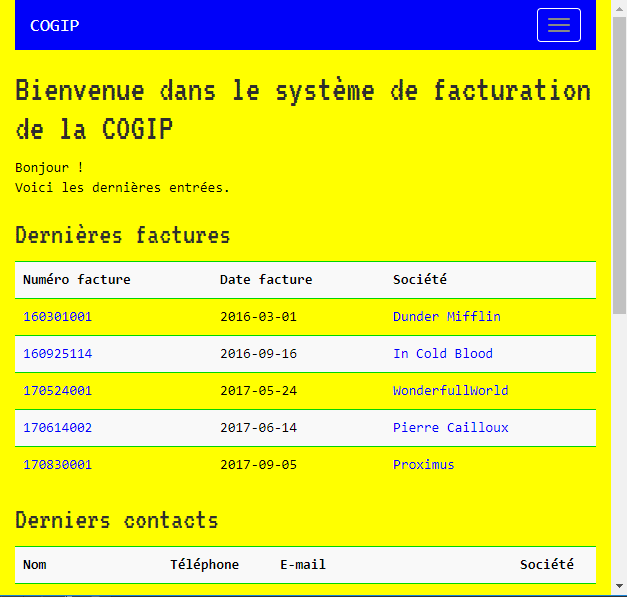 COGIP
Bienvenue dans le système de facturation
de la COGIP
Bonjour !
Voici les dernières entrées.
Dernières factures
Numéro facture Date facture Société
160301001 2016-03-01 Dunder Mifflin
160925114 2016-09-16 In Cold Blood
170524001 2017-05-24 WonderfullWorld
170614002 2017-06-14 Pierre Cailloux
170830001 2017-09-05 Proximus
Derniers contacts
Nom Téléphone E-mail Société